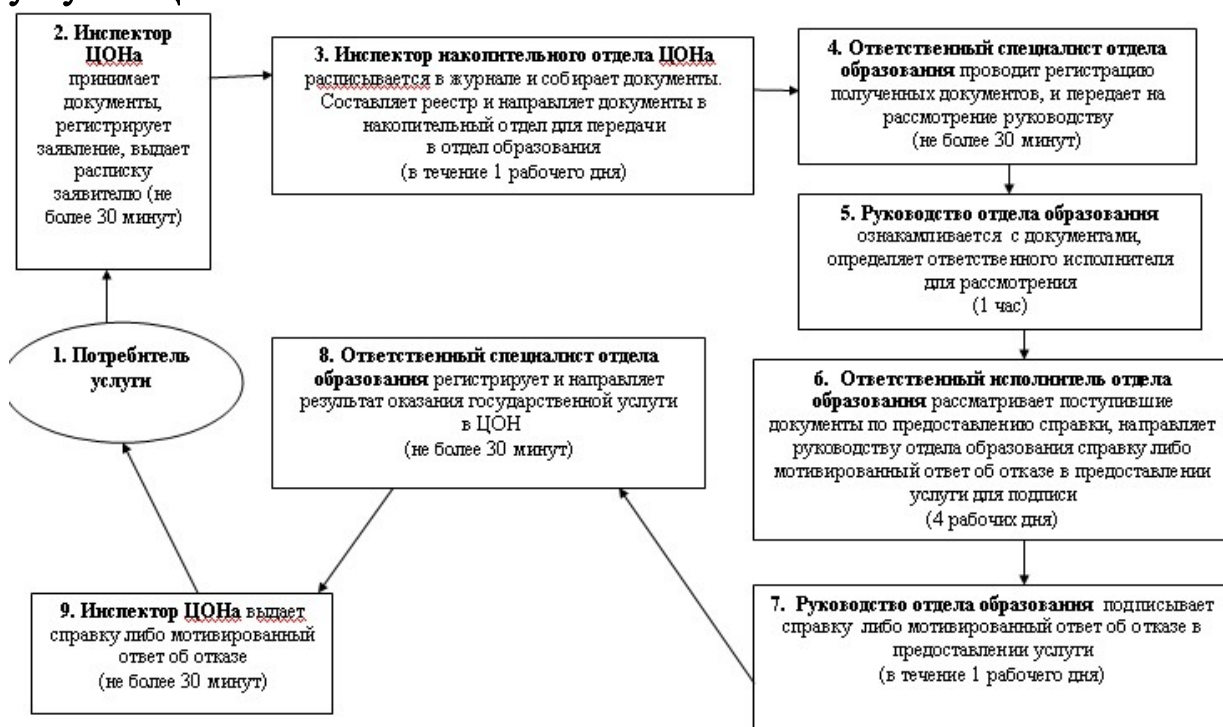 2. Инспектор
ЦОНа
принимает
документы,
регистрирует
заявление, выдает
расписку
заявителю (не
более 30 минут)
3. Инспектор накопительного отдела ЦОНа
расписывается в журнале и собирает документы.
Составляет реестр и направляет документы в
накопительный отдел для передачи
в отдел образования
(в течение 1 рабочего дня)
4. Ответственный специалист отдела
образования проводит регистрацию
полученных документов, и передает на
рассмотрение руководству
(не более 30 минут)
5. Руководство отдела образования
ознакампивается с документами,
определяет ответственного исполнителя
для рассмотрения
(1 час)
1. Потребитель
услуги
8. Ответственный специалист отдела
образования регистрирует и направляет
результат оказания государственной услуги
в ЦОН
(не более 30 минут)
6. Ответственный исполнитель отдела
образования рассматривает поступившие
документы по предоставлению справки, направляет
руководству отдела образования справку либо
мотивированный ответ об отказе в предоставлении
услуги для подписи
(4 рабочих дня)
9. Инспектор ЦОНа выдает
справку либо мотивированный
ответ об отказе
(не более 30 минут)
7. Руководство отдела образования подписывает
справку либо мотивированный ответ об отказе в
предоставлении услуги
(в течение 1 рабочего дня)